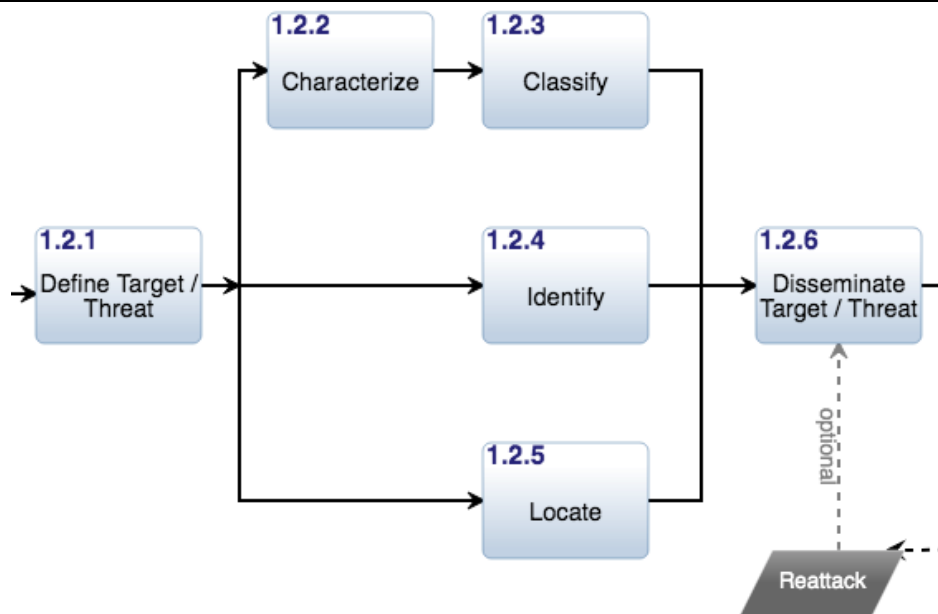 1.2.2
Characterize
1.2.3
Classify
1.2.1
Define Target /
Threat
1.2.4
Identify
1.2.6
Disseminate
Target / Threat
optional
1.2.5
Locate
Reattack